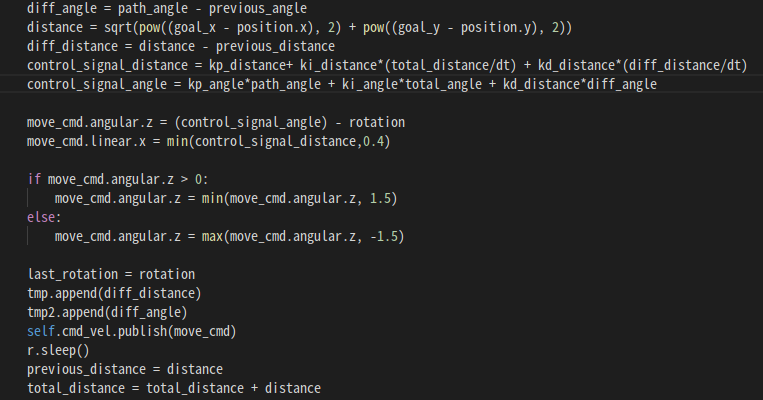 diff_angle = path_angle - previous_angle
distance = sqrt(pow((goal_x - position.x), 2) + pow((goal_y - position.y), 2))
diff_distance = distance - previous_distance
control_signal_distance = kp_distance+ ki_distance*(total_distance/dt) + kd_distance*(diff_distance/dt)
control_signal_angle = kp_angle*path_angle + ki_angle*total_angle + kd_distance*diff_angle
move_cmd.angular.z = (control_signal_angle) - rotation
move_cmd.linear.x = min(control_signal_distance,0.4)
if move_cmd.angular.z > 0:
    move_cmd.angular.z = min(move_cmd.angular.z, 1.5)
else:
    move_cmd.angular.z = max(move_cmd.angular.z, -1.5)
last_rotation = rotation
tmp.append(diff_distance)
tmp2.append(diff_angle)
self.cmd_vel.publish(move_cmd)
r.sleep()
previous_distance = distance
total_distance = total_distance + distance